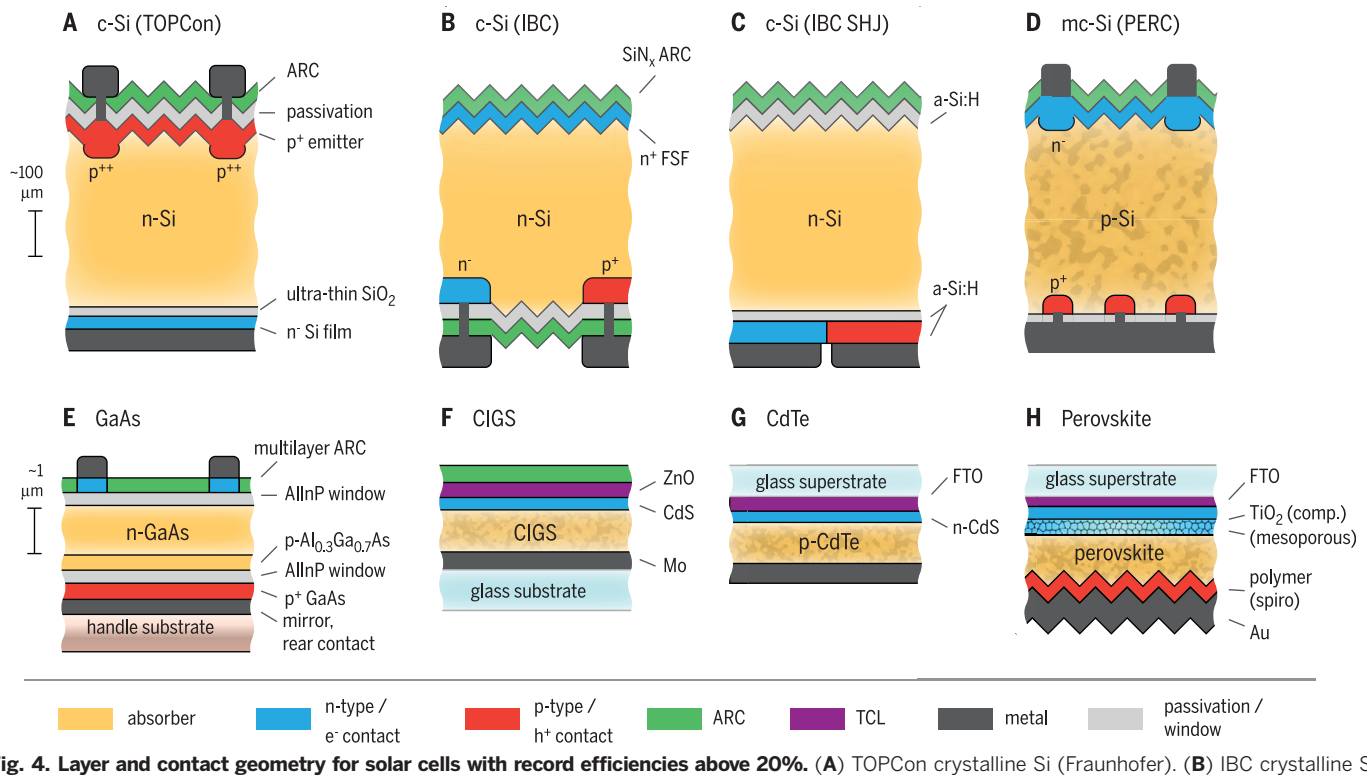 A c-Si (TOPCon)
ARC
passivation
p⁺ emitter
p⁺⁺
p⁺⁺
~100
µm
n-Si
ultra-thin SiO₂
n⁻ Si film
B c-Si (IBC)
SiNₓ ARC
n⁺ FSF
n-Si
n⁻
p⁺
C c-Si (IBC SHJ)
a-Si:H
n-Si
a-Si:H
D mc-Si (PERC)
n⁻
p-Si
p⁺
E GaAs
multilayer ARC
~1
µm
AlInP window
n-GaAs
p-Al₀.₃Ga₀.₇As
AlInP window
p⁺ GaAs
mirror,
rear contact
handle substrate
F CIGS
ZnO
CdS
CIGS
Mo
glass substrate
G CdTe
glass superstrate
FTO
n-CdS
p-CdTe
H Perovskite
glass superstrate
FTO
TiO₂ (comp.)
(mesoporous)
perovskite
polymer
(spiro)
Au
absorber
n-type /
e⁻ contact
p-type /
h⁺ contact
ARC
TCL
metal
passivation /
window
ig. 4. Layer and contact geometry for solar cells with record efficiencies above 20%. (A) TOPCon crystalline Si (Fraunhofer). (B) IBC crystalline S